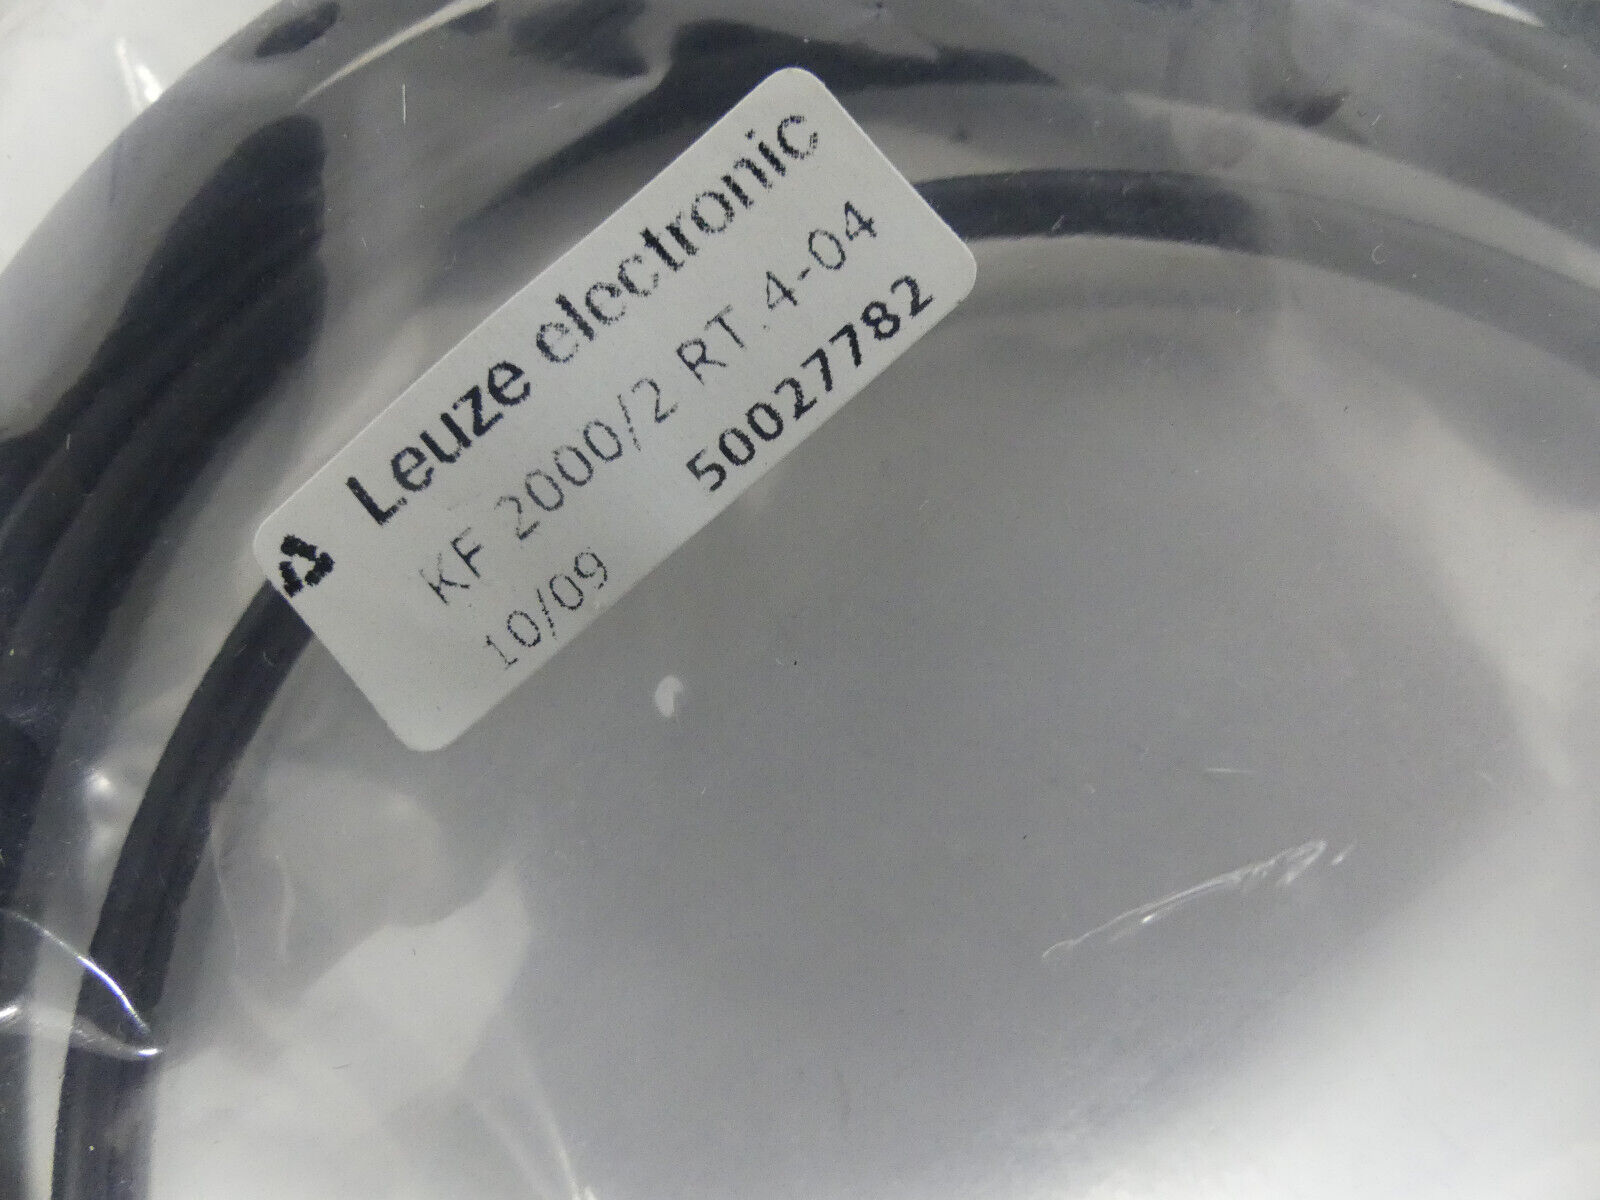 Leuze electronic
KF 2000/2 RT.4-04
50027782
10/09